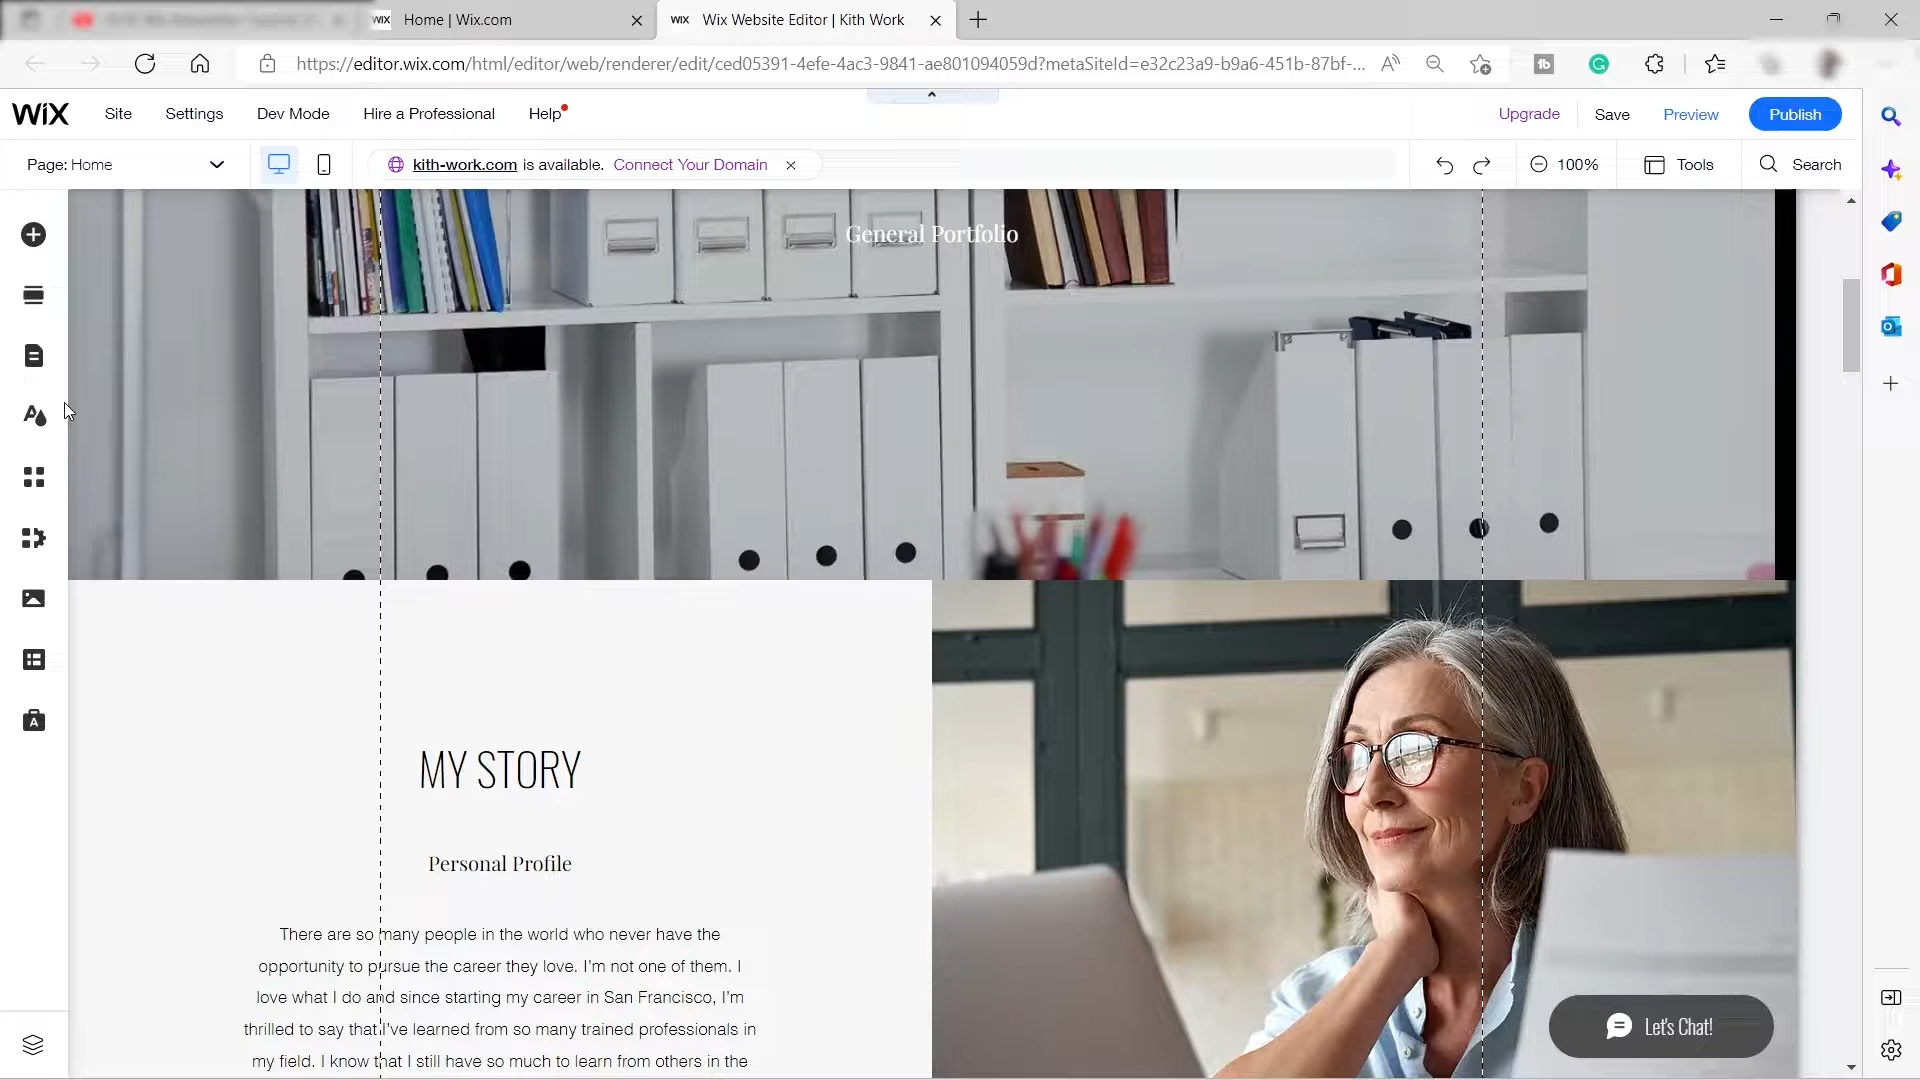 WIX Home | Wix.com
WIX Wix Website Editor | Kith Work
https://editor.wix.com/html/editor/web/renderer/edit/ced05391-4efe-4ac3-9841-ae801094059d?metaSiteId=e32c23a9-b9a6-451b-87bf-...
WIX Site Settings Dev Mode Hire a Professional Help Upgrade Save Preview Publish
Page: Home kith-work.com is available. Connect Your Domain 100% Tools Search
General Portfolio
MY STORY
Personal Profile
There are so many people in the world who never have the
opportunity to pursue the career they love. I'm not one of them. I
love what I do and since starting my career in San Francisco, I'm
thrilled to say that I've learned from so many trained professionals in
my field. I know that I still have so much to learn from others in the
Let's Chat!